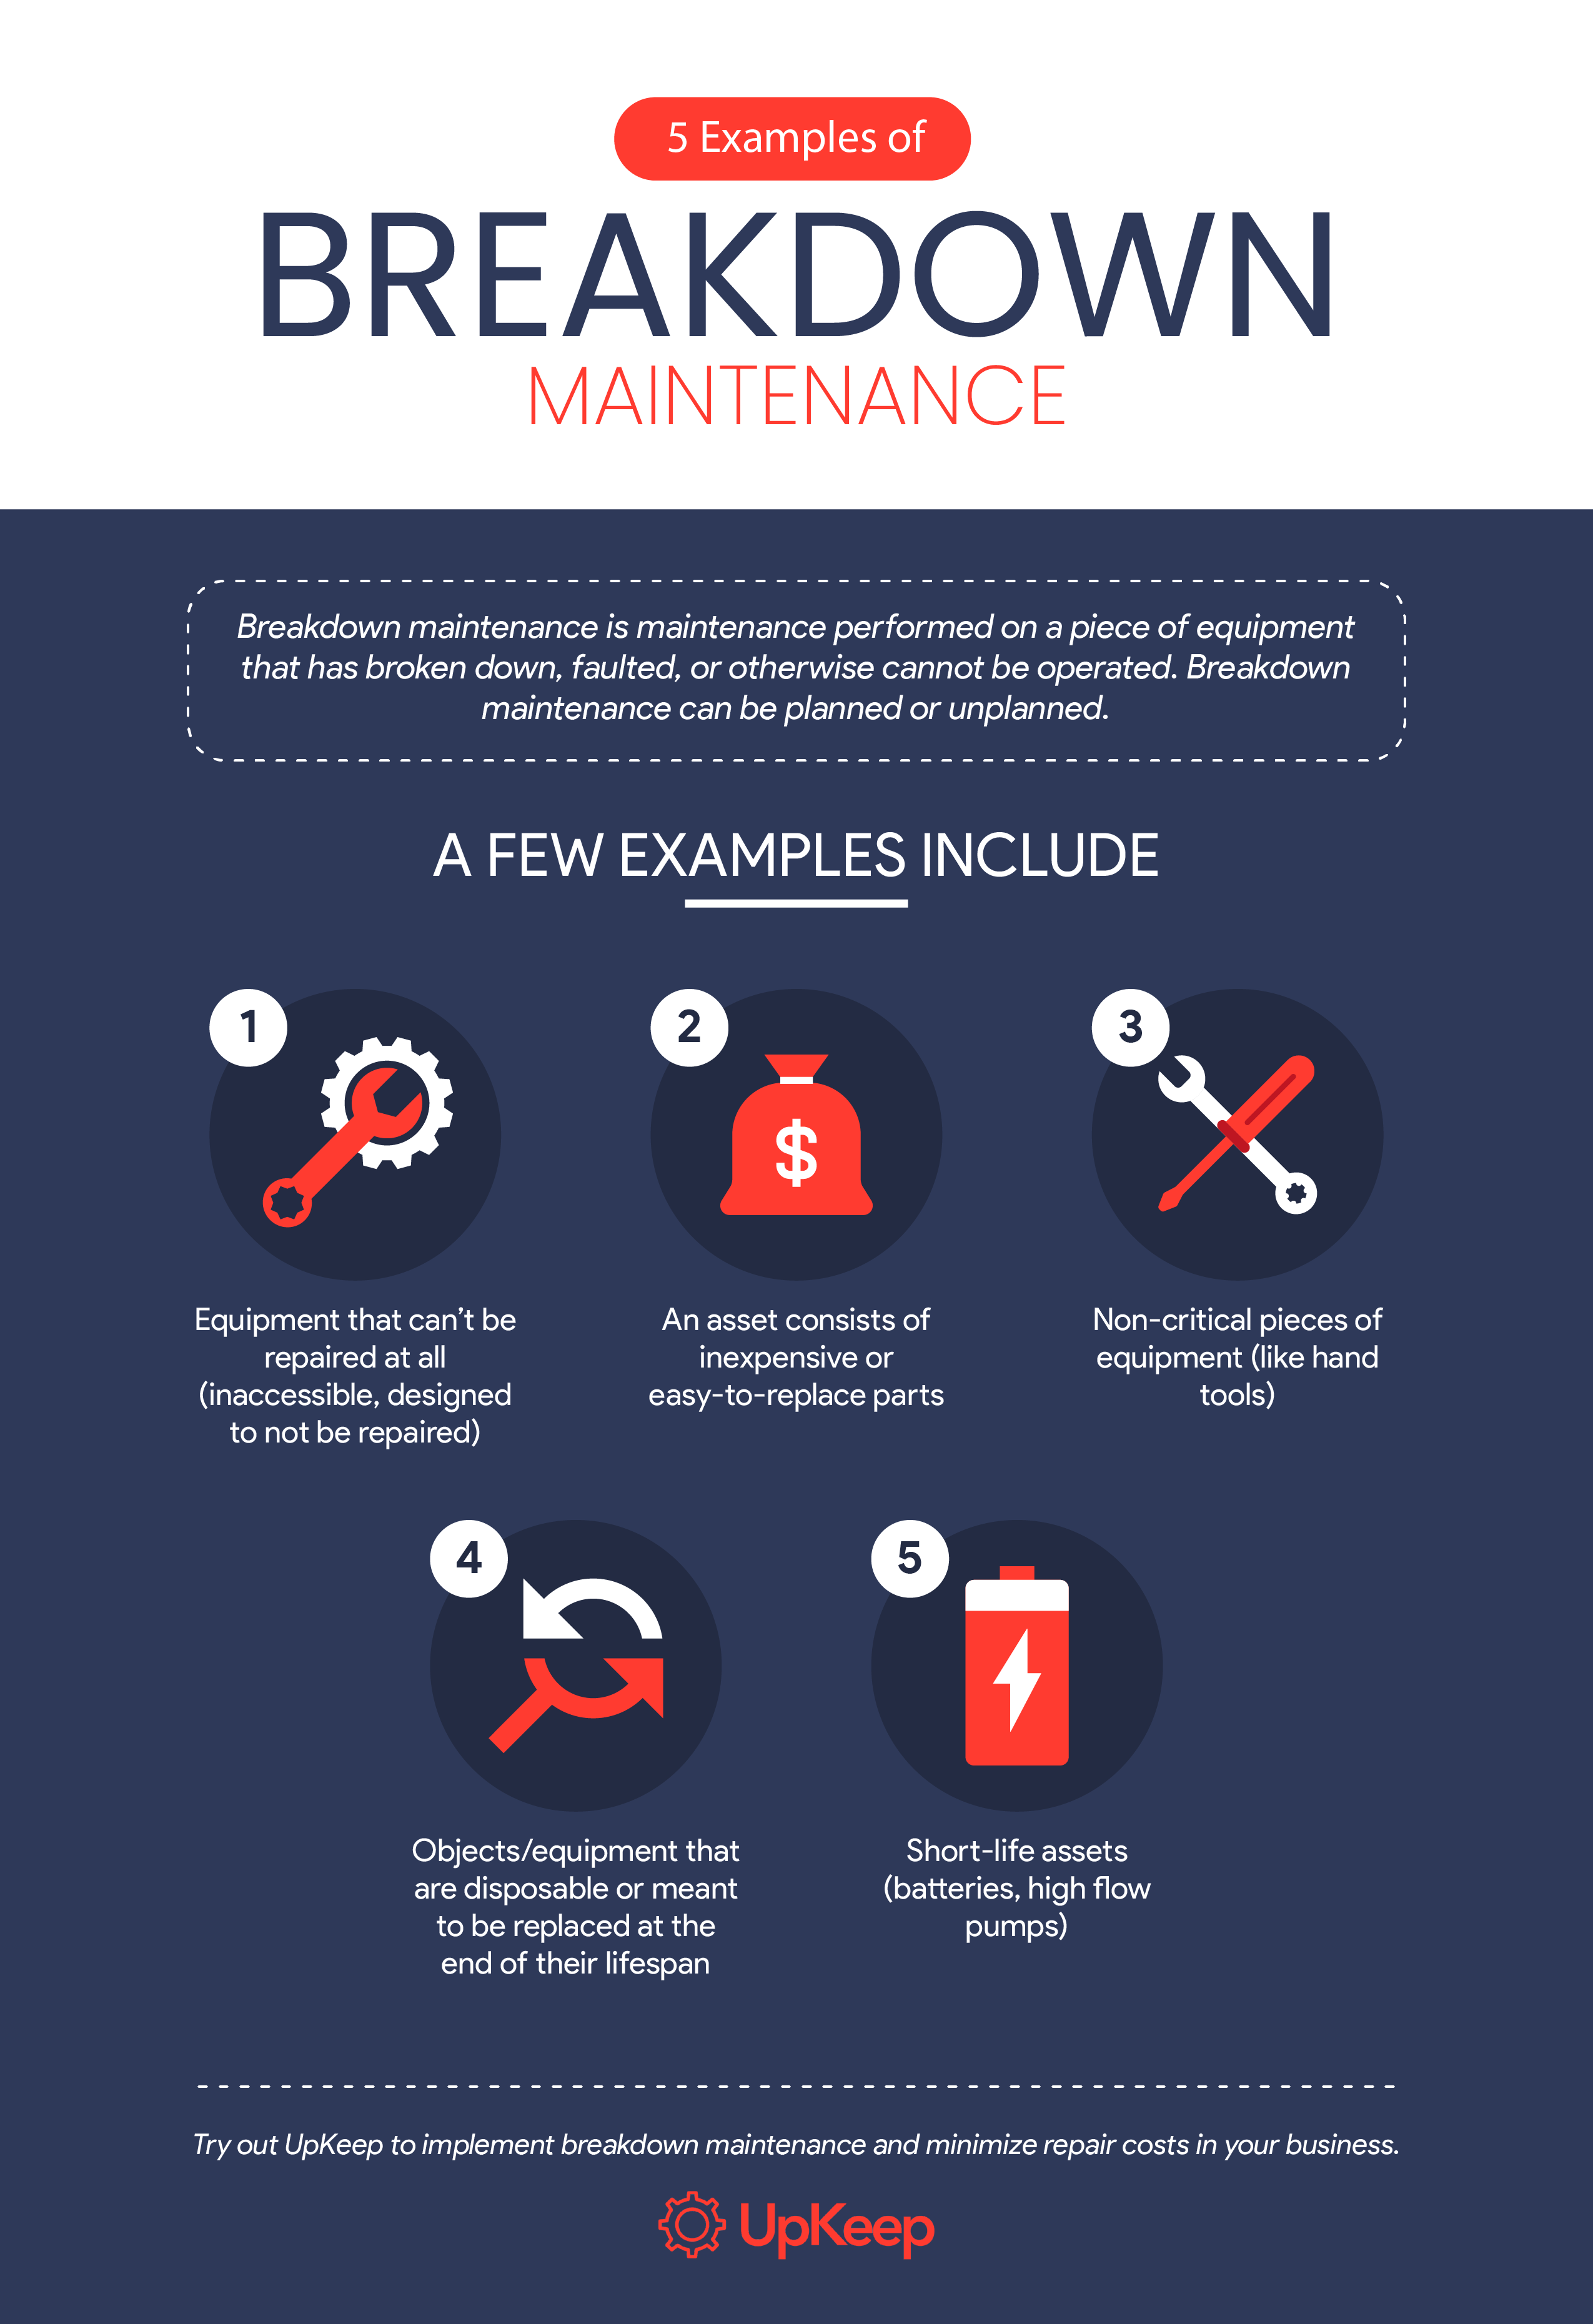 5 Examples of
BREAKDOWN
MAINTENANCE
Breakdown maintenance is maintenance performed on a piece of equipment
that has broken down, faulted, or otherwise cannot be operated. Breakdown
maintenance can be planned or unplanned.
A FEW EXAMPLES INCLUDE
1
Equipment that can’t be
repaired at all
(inaccessible, designed
to not be repaired)
2
$
An asset consists of
inexpensive or
easy-to-replace parts
3
Non-critical pieces of
equipment (like hand
tools)
4
Objects/equipment that
are disposable or meant
to be replaced at the
end of their lifespan
5
Short-life assets
(batteries, high flow
pumps)
Try out UpKeep to implement breakdown maintenance and minimize repair costs in your business.
UpKeep